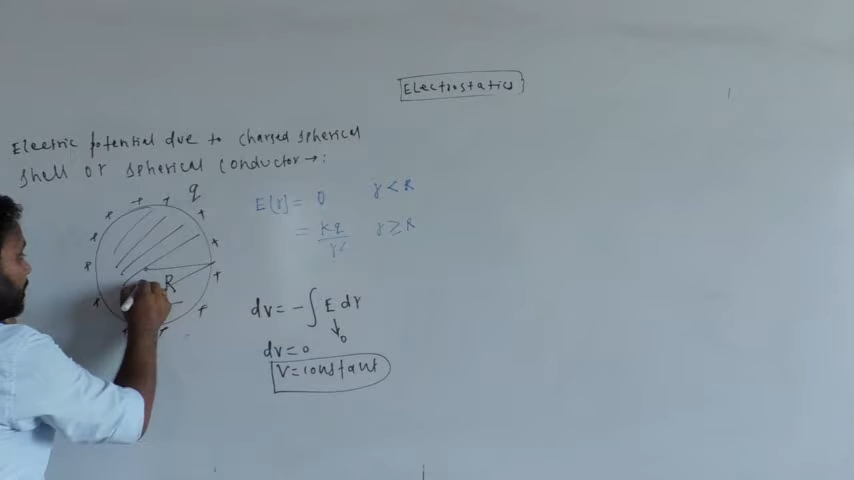 Electrostatics
Electric potential due to charged spherical
shell or spherical conductor →:
q
E(r) = 0 r < R
= kq/r² r ≥ R
R
dv = - ∫ E dr
0
dv = 0
V = constant